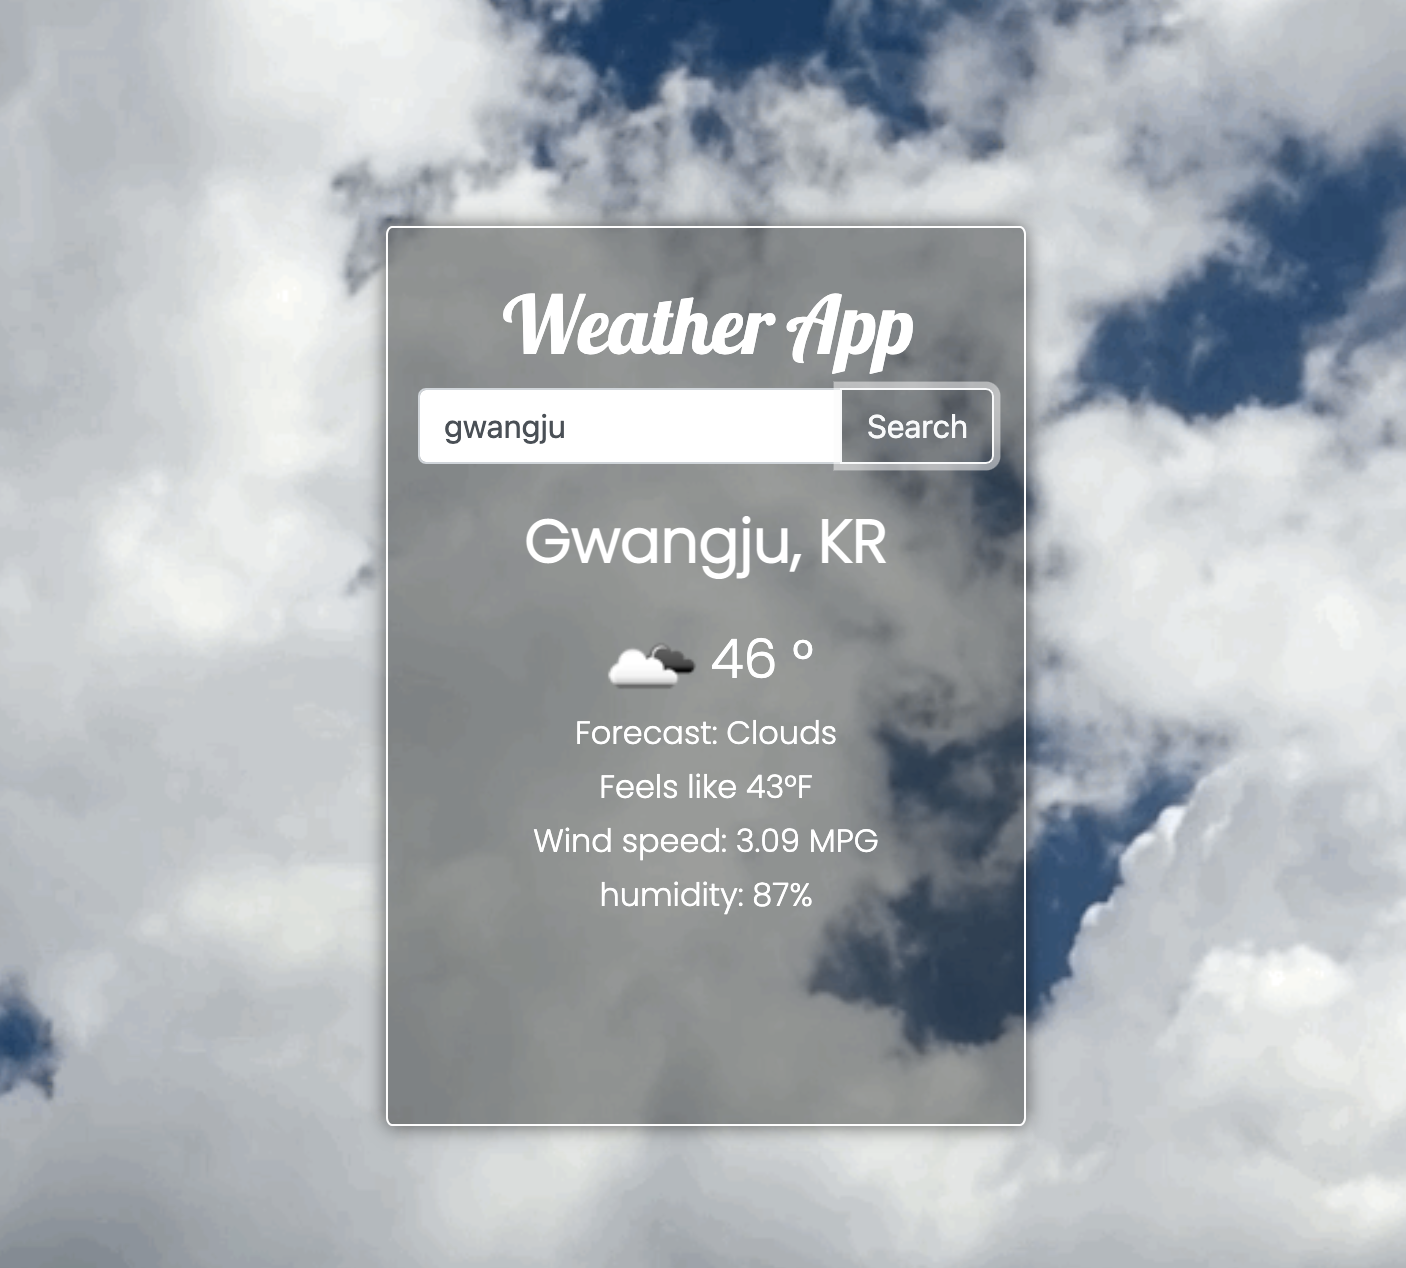 Weather App
gwangju Search
Gwangju, KR
46 °
Forecast: Clouds
Feels like 43°F
Wind speed: 3.09 MPG
humidity: 87%